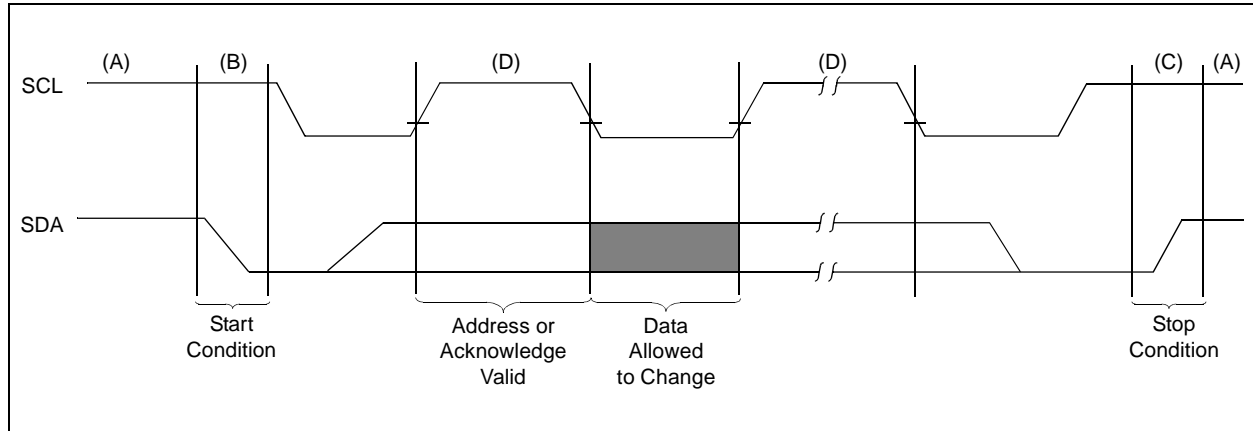 (A)
(B)
(D)
(D)
(C)
(A)
SCL
SDA
Start
Condition
Address or
Acknowledge
Valid
Data
Allowed
to Change
Stop
Condition